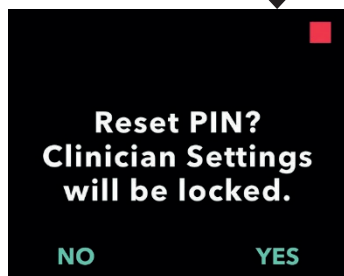 Reset PIN?
Clinician Settings
will be locked.
NO YES